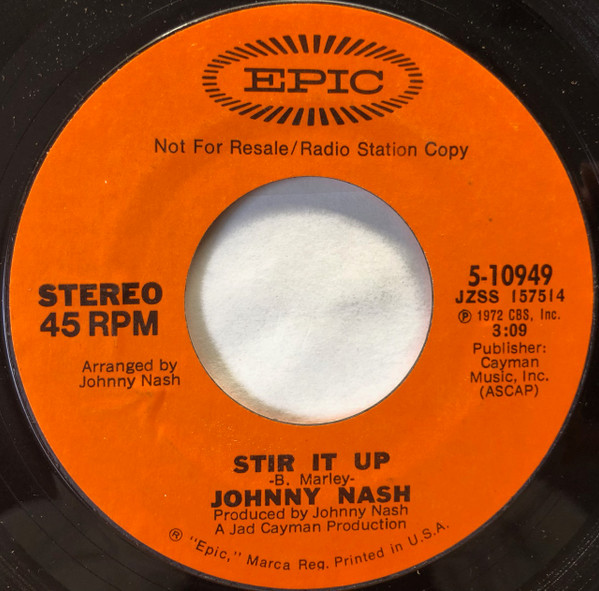 EPIC
Not For Resale/Radio Station Copy
STEREO
45 RPM
Arranged by
Johnny Nash
5-10949
JZSS 157514
℗ 1972 CBS, Inc.
3:09
Publisher:
Cayman
Music, Inc.
(ASCAP)
STIR IT UP
-B. Marley-
JOHNNY NASH
Produced by Johnny Nash
A Jad Cayman Production
® "Epic," Marca Reg. Printed in U.S.A.